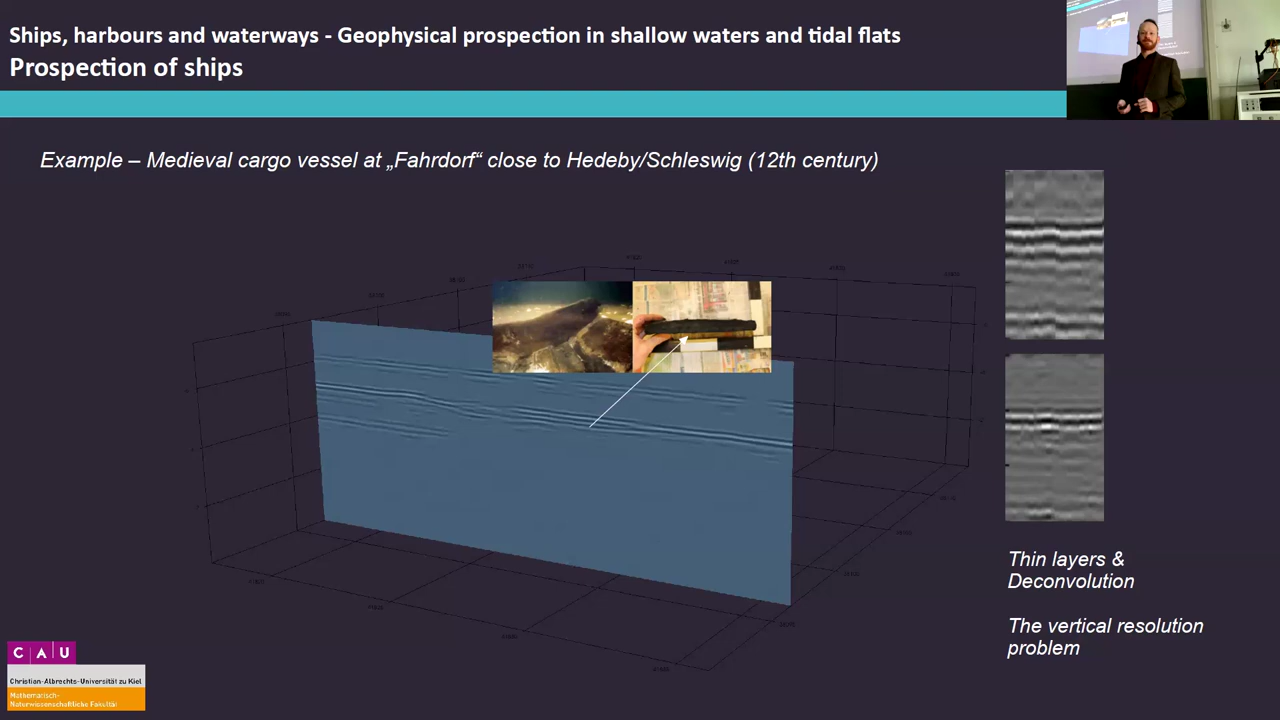 Ships, harbours and waterways - Geophysical prospection in shallow waters and tidal flats
Prospection of ships
Example – Medieval cargo vessel at „Fahrdorf“ close to Hedeby/Schleswig (12th century)
Thin layers &
Deconvolution
The vertical resolution
problem
C A U
Christian-Albrechts-Universität zu Kiel
Mathematisch-
Naturwissenschaftliche Fakultät